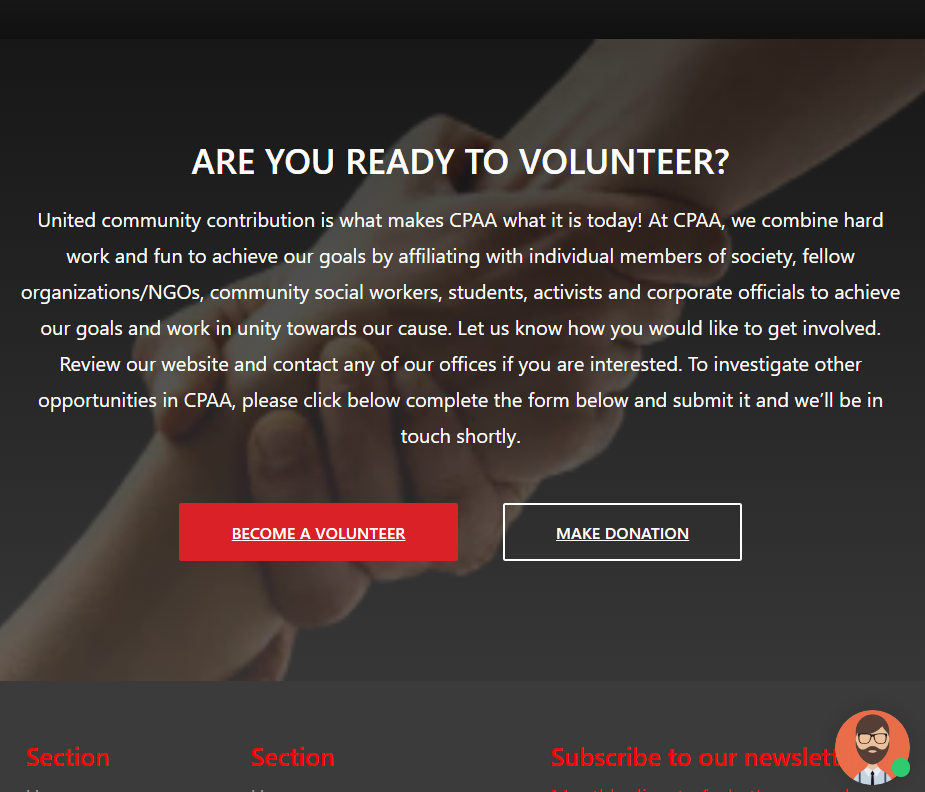 ARE YOU READY TO VOLUNTEER?
United community contribution is what makes CPAA what it is today! At CPAA, we combine hard
work and fun to achieve our goals by affiliating with individual members of society, fellow
organizations/NGOs, community social workers, students, activists and corporate officials to achieve
our goals and work in unity towards our cause. Let us know how you would like to get involved.
Review our website and contact any of our offices if you are interested. To investigate other
opportunities in CPAA, please click below complete the form below and submit it and we’ll be in
touch shortly.
BECOME A VOLUNTEER
MAKE DONATION
Section
Section
Subscribe to our